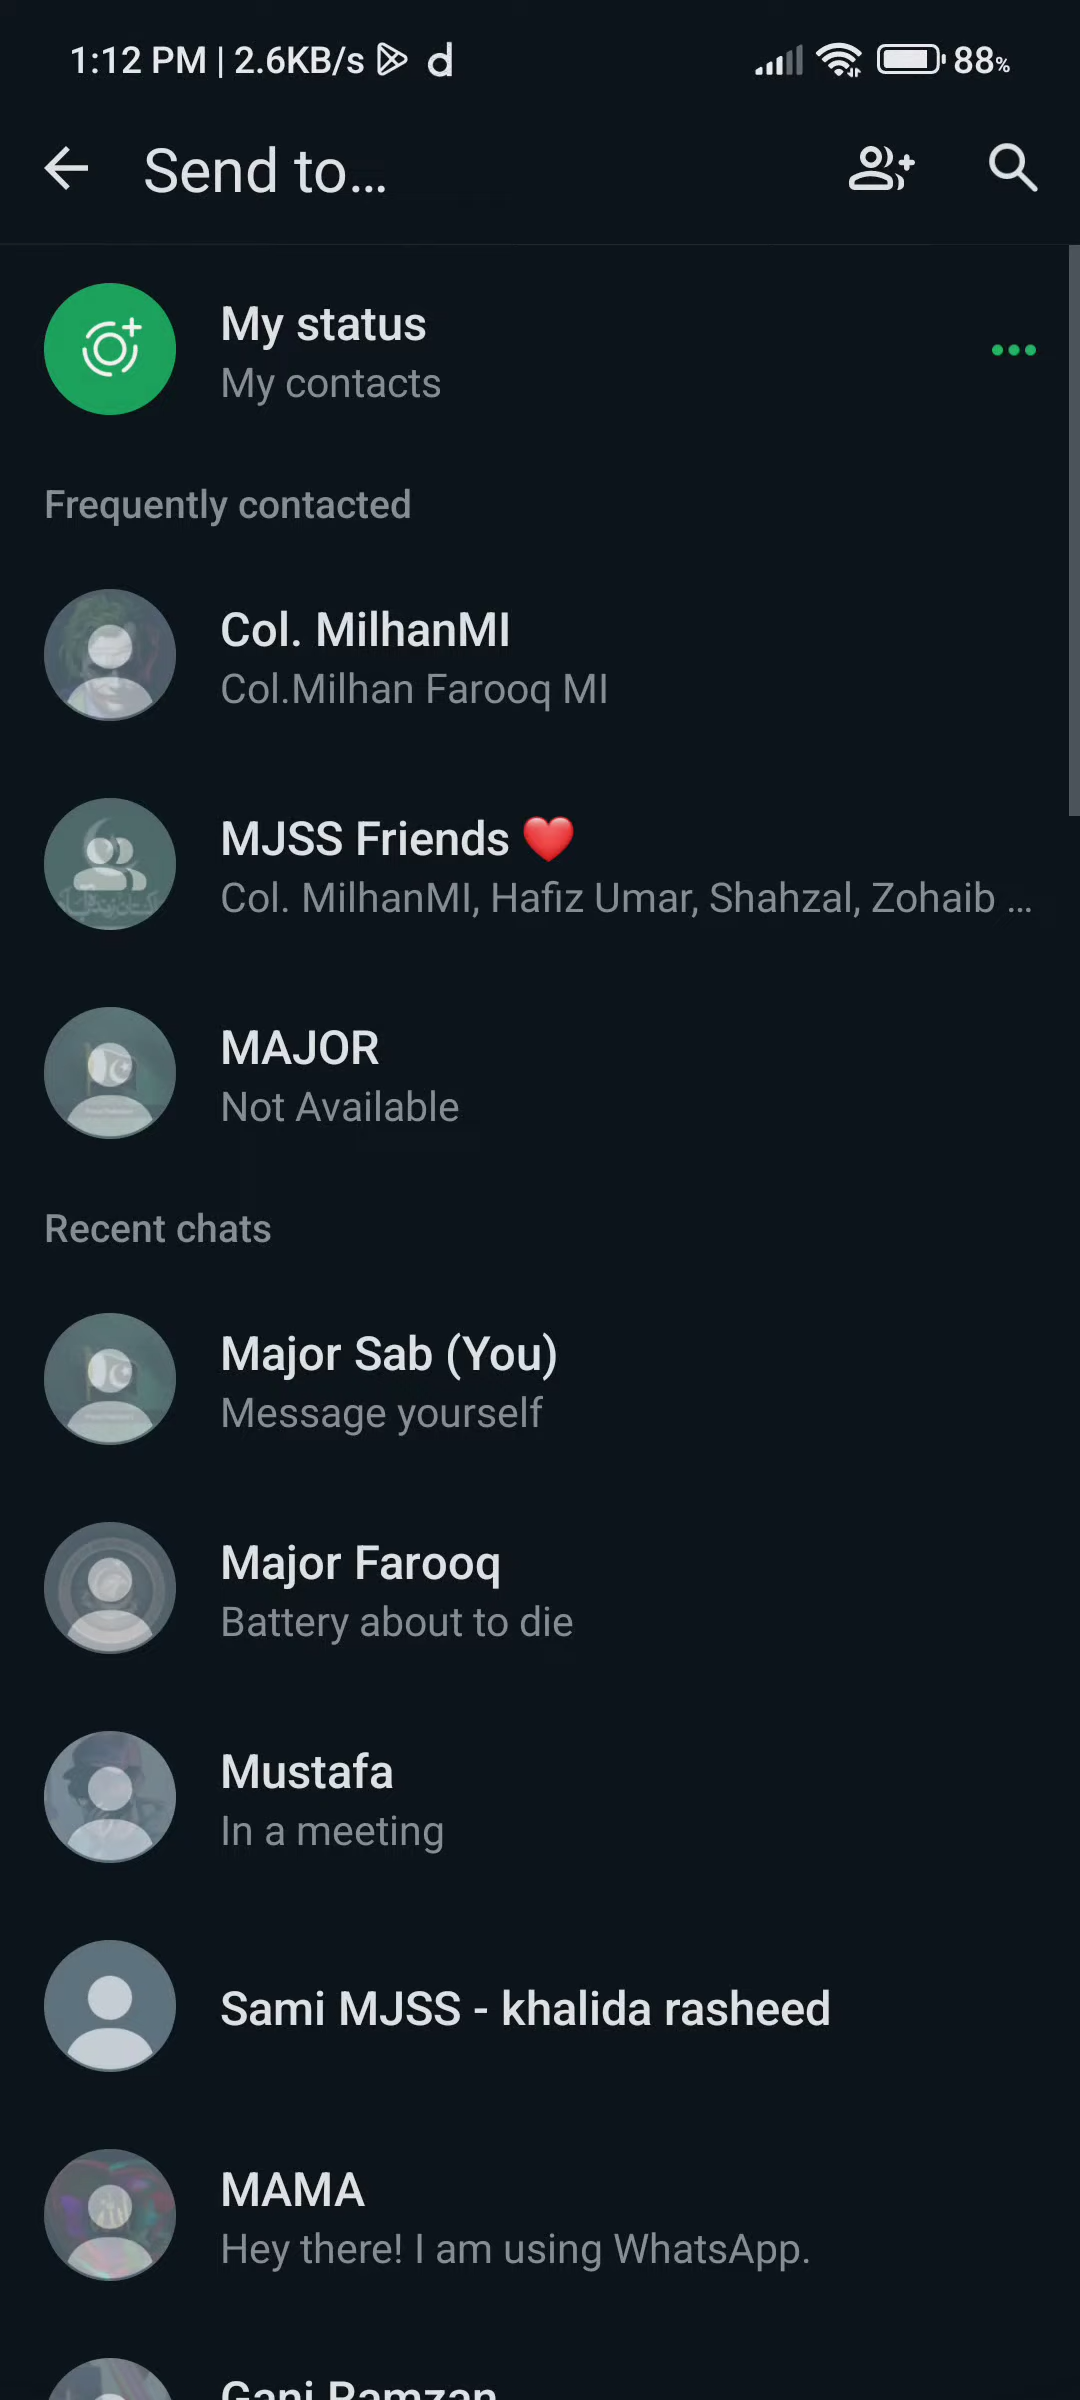 1:12 PM | 2.6KB/s d 88%
Send to...
My status
My contacts
Frequently contacted
Col. MilhanMI
Col.Milhan Farooq MI
MJSS Friends ❤️
Col. MilhanMI, Hafiz Umar, Shahzal, Zohaib ...
MAJOR
Not Available
Recent chats
Major Sab (You)
Message yourself
Major Farooq
Battery about to die
Mustafa
In a meeting
Sami MJSS - khalida rasheed
MAMA
Hey there! I am using WhatsApp.
Gani Ramzan